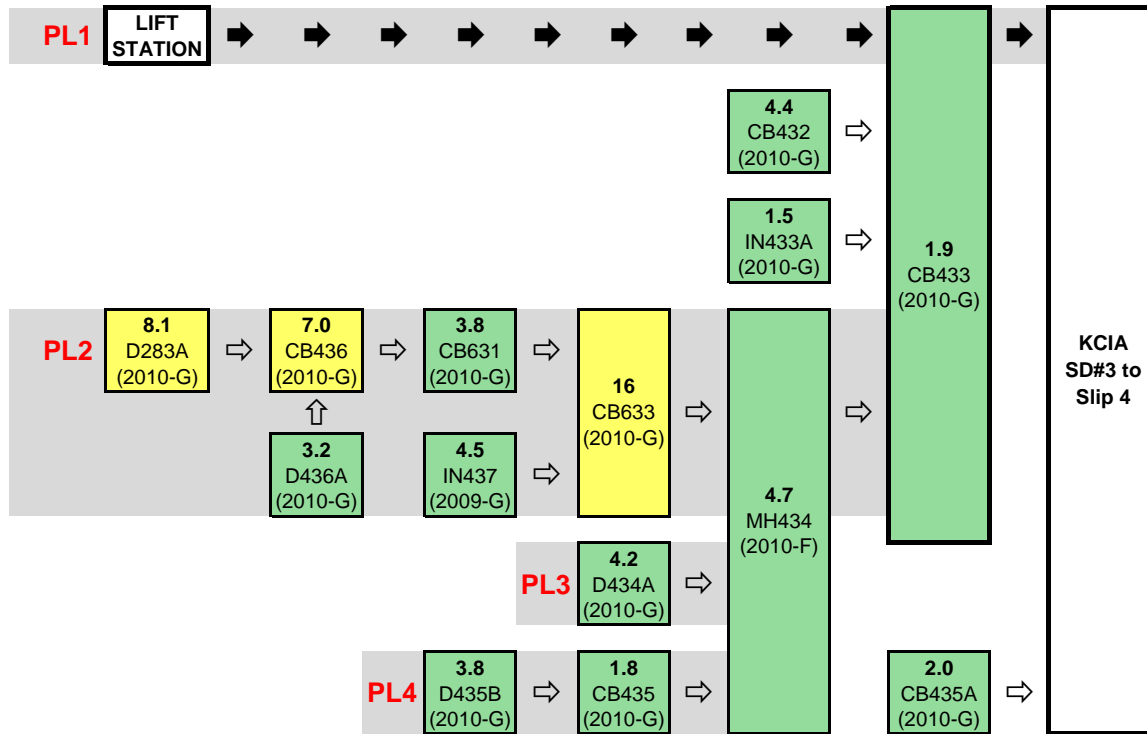 PL1
LIFT
STATION
4.4
CB432
(2010-G)
1.5
IN433A
(2010-G)
1.9
CB433
(2010-G)
KCIA
SD#3 to
Slip 4
PL2
8.1
D283A
(2010-G)
7.0
CB436
(2010-G)
3.8
CB631
(2010-G)
16
CB633
(2010-G)
3.2
D436A
(2010-G)
4.5
IN437
(2009-G)
4.7
MH434
(2010-F)
PL3
4.2
D434A
(2010-G)
PL4
3.8
D435B
(2010-G)
1.8
CB435
(2010-G)
2.0
CB435A
(2010-G)